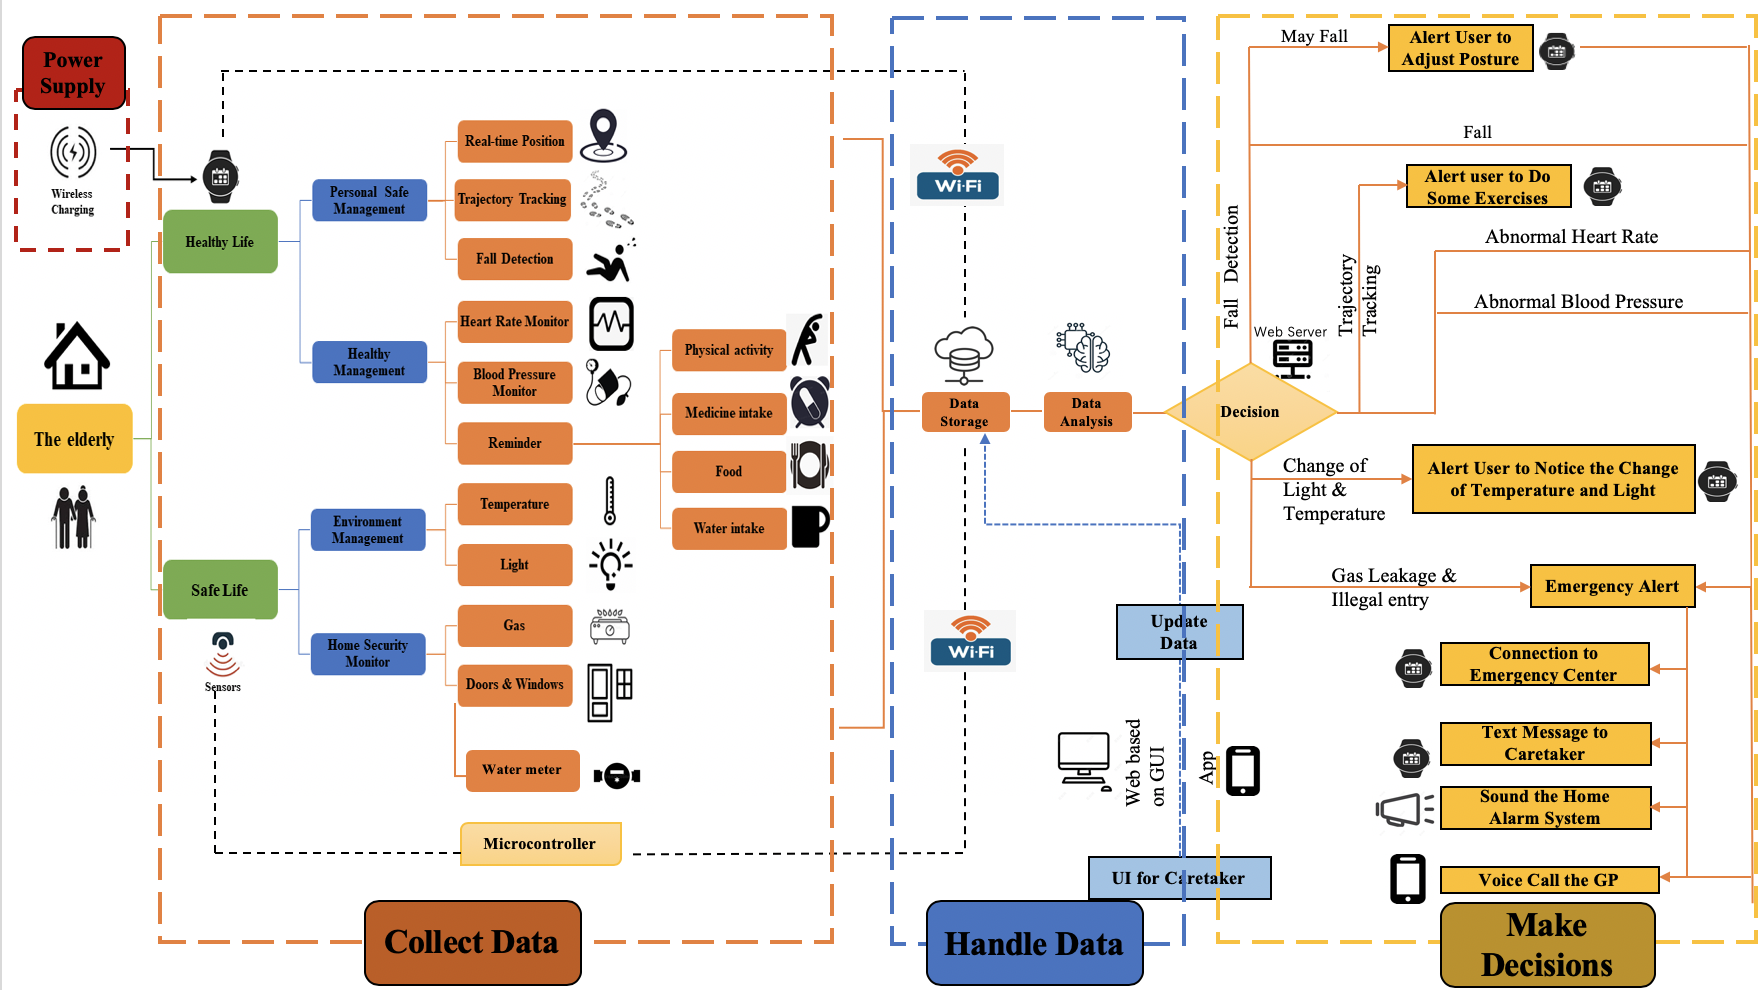 Power
Supply
Wireless
Charging
The elderly
Healthy Life
Safe Life
Sensors
Personal Safe
Management
Healthy
Management
Environment
Management
Home Security
Monitor
Real-time Position
Trajectory Tracking
Fall Detection
Heart Rate Monitor
Blood Pressure
Monitor
Reminder
Temperature
Light
Gas
Doors & Windows
Water meter
Microcontroller
Physical activity
Medicine intake
Food
Water intake
Collect Data
Wi-Fi
Data
Storage
Data
Analysis
Wi-Fi
Update
Data
Web based
on GUI
App
UI for Caretaker
Handle Data
Decision
Web Server
Fall Detection
Trajectory
Tracking
May Fall
Alert User to
Adjust Posture
Fall
Alert user to Do
Some Exercises
Abnormal Heart Rate
Abnormal Blood Pressure
Change of
Light &
Temperature
Alert User to Notice the Change
of Temperature and Light
Gas Leakage &
Illegal entry
Emergency Alert
Connection to
Emergency Center
Text Message to
Caretaker
Sound the Home
Alarm System
Voice Call the GP
Make
Decisions